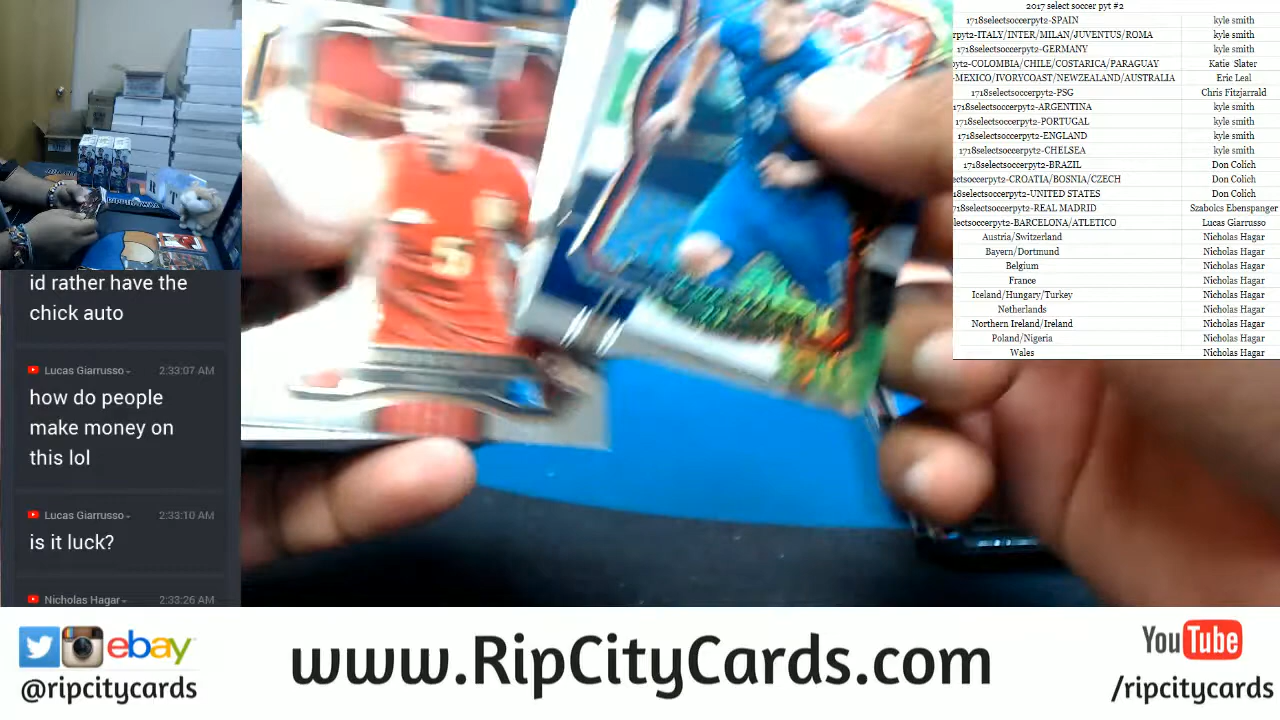 2017 select soccer pyt #2
1718selectsoccerpyt2-SPAIN kyle smith
rpyt2-ITALY/INTER/MILAN/JUVENTUS/ROMA kyle smith
1718selectsoccerpyt2-GERMANY kyle smith
pyt2-COLOMBIA/CHILE/COSTARICA/PARAGUAY Katie Slater
-MEXICO/IVORYCOAST/NEWZEALAND/AUSTRALIA Eric Leal
1718selectsoccerpyt2-PSG Chris Fitzjarrald
1718selectsoccerpyt2-ARGENTINA kyle smith
1718selectsoccerpyt2-PORTUGAL kyle smith
1718selectsoccerpyt2-ENGLAND kyle smith
1718selectsoccerpyt2-CHELSEA kyle smith
1718selectsoccerpyt2-BRAZIL Don Colich
ectsoccerpyt2-CROATIA/BOSNIA/CZECH Don Colich
18selectsoccerpyt2-UNITED STATES Don Colich
718selectsoccerpyt2-REAL MADRID Szabolcs Ebenspanger
electsoccerpyt2-BARCELONA/ATLETICO Lucas Giarrusso
Austria/Switzerland Nicholas Hagar
Bayern/Dortmund Nicholas Hagar
Belgium Nicholas Hagar
France Nicholas Hagar
Iceland/Hungary/Turkey Nicholas Hagar
Netherlands Nicholas Hagar
Northern Ireland/Ireland Nicholas Hagar
Poland/Nigeria Nicholas Hagar
Wales Nicholas Hagar
id rather have the
chick auto
Lucas Giarrusso 2:33:07 AM
how do people
make money on
this lol
Lucas Giarrusso 2:33:10 AM
is it luck?
Nicholas Hagar 2:33:26 AM
5
ebay
@ripcitycards
www.RipCityCards.com
YouTube
/ripcitycards